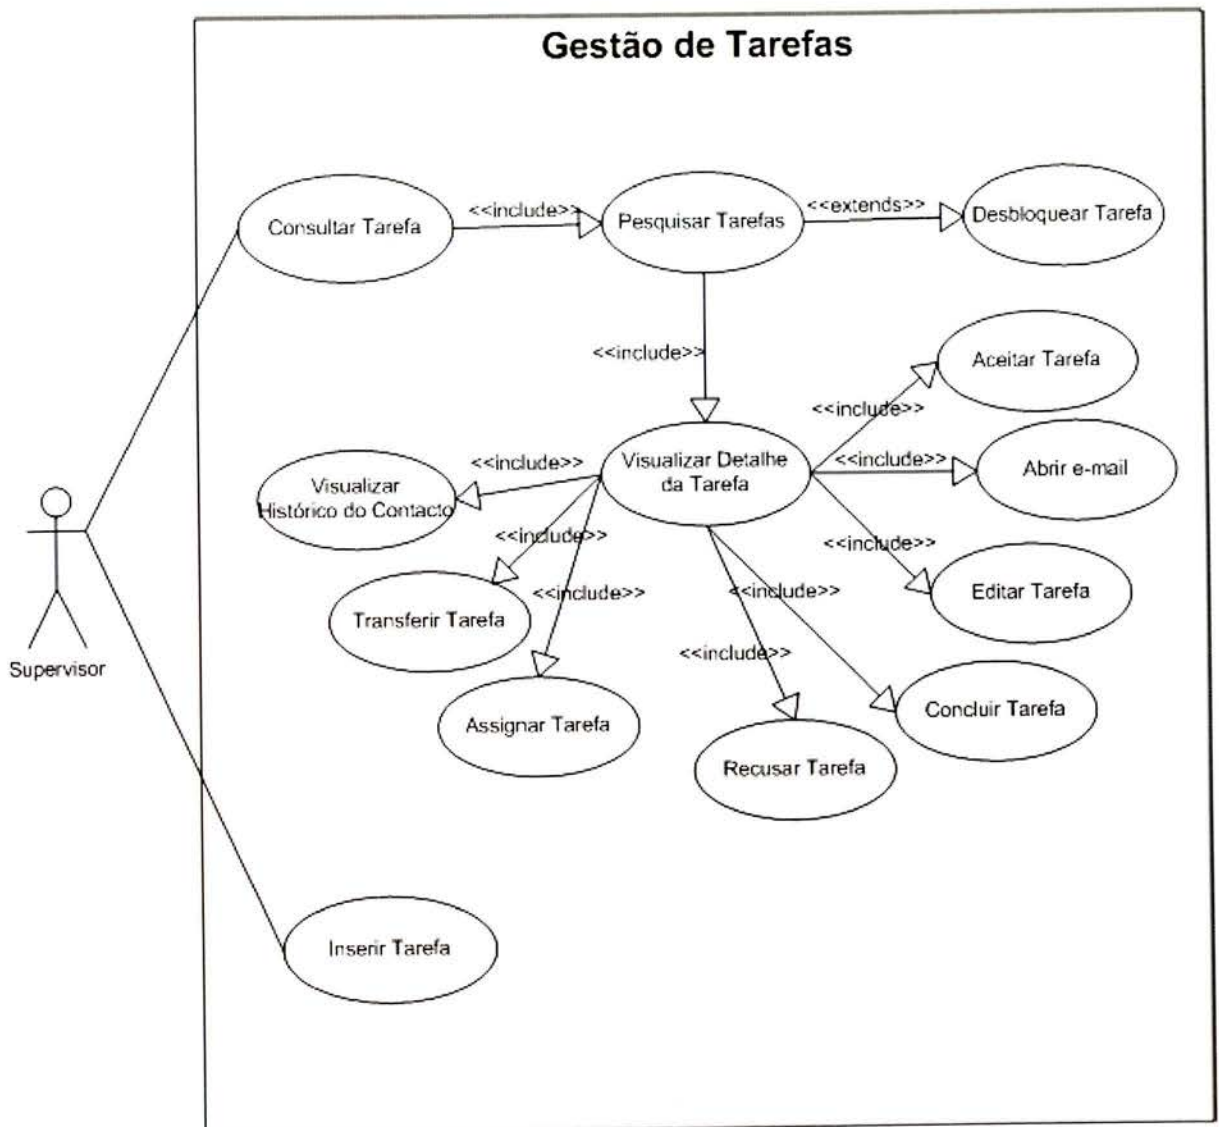 Gestão de Tarefas
Consultar Tarefa
<<include>>
Pesquisar Tarefas
<<extends>>
Desbloquear Tarefa
<<include>>
Aceitar Tarefa
<<include>>
Visualizar Detalhe
da Tarefa
<<include>>
Abrir e-mail
<<include>>
Visualizar
Histórico do Contacto
<<include>>
<<include>>
Editar Tarefa
Transferir Tarefa
<<include>>
<<include>>
<<include>>
Supervisor
Assignar Tarefa
Concluir Tarefa
Recusar Tarefa
Inserir Tarefa